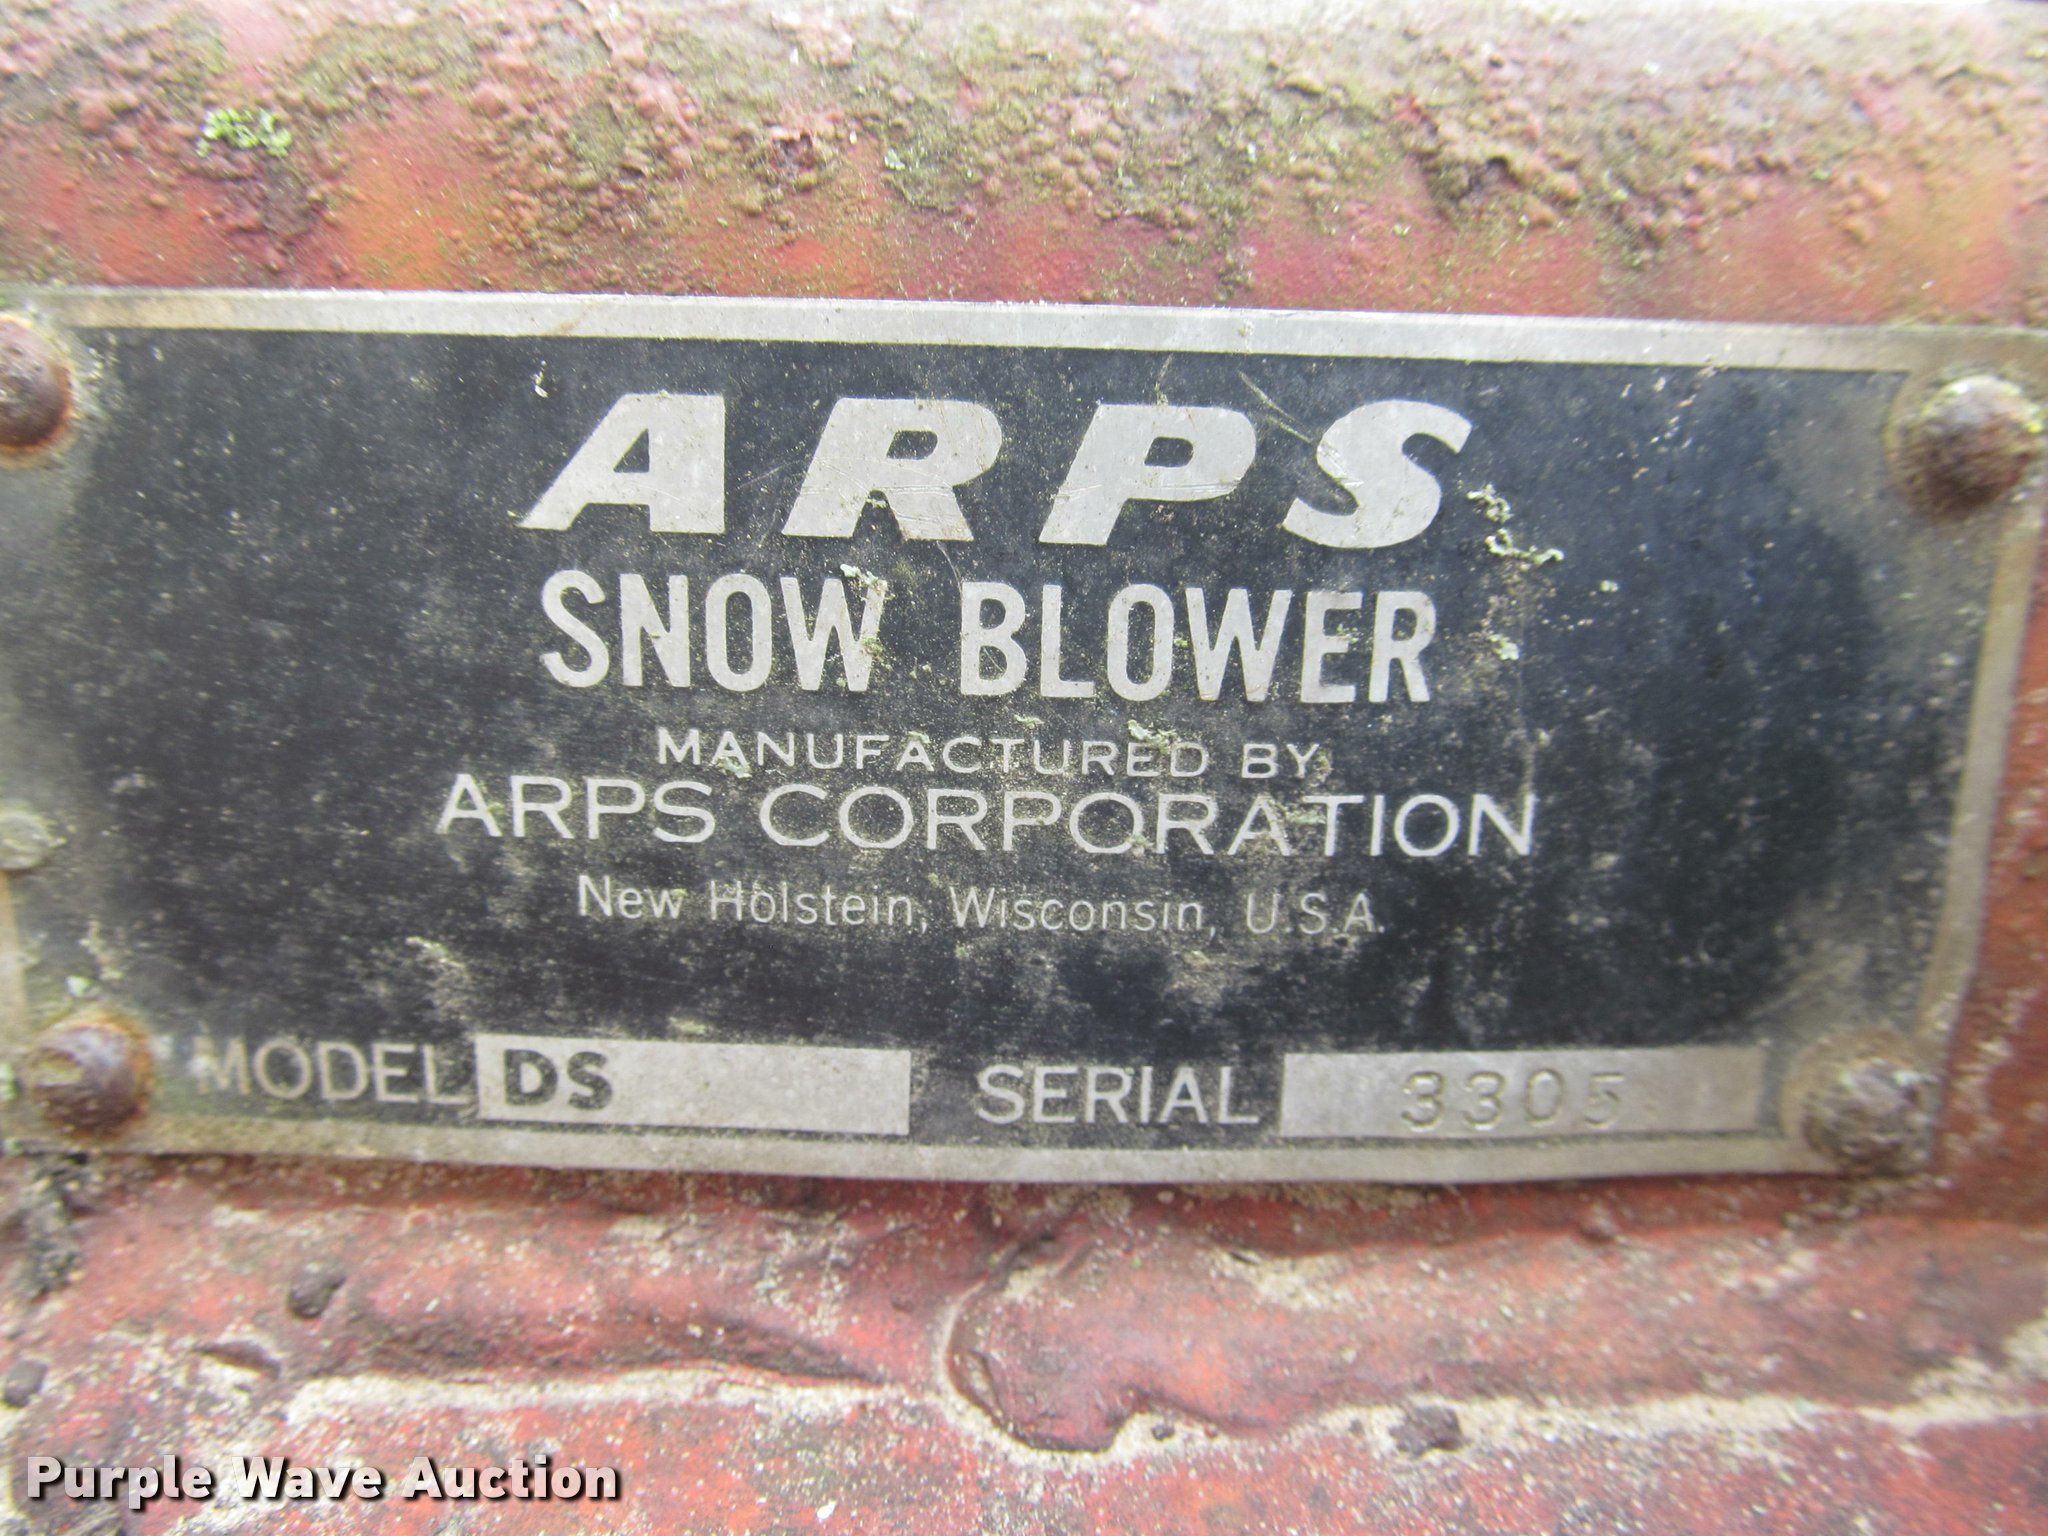 ARPS
SNOW BLOWER
MANUFACTURED BY
ARPS CORPORATION
New Holstein, Wisconsin, U.S.A.
MODEL DS SERIAL 3305
Purple Wave Auction